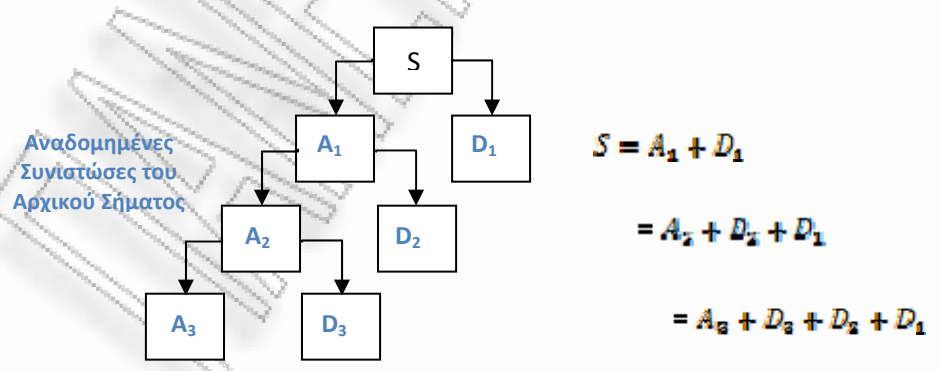 S
Αναδομημένες
Συνιστώσες του
Αρχικού Σήματος
A₁ D₁
A₂ D₂
A₃ D₃
S = A₁ + D₁
= A₂ + D₂ + D₁
= A₃ + D₃ + D₂ + D₁